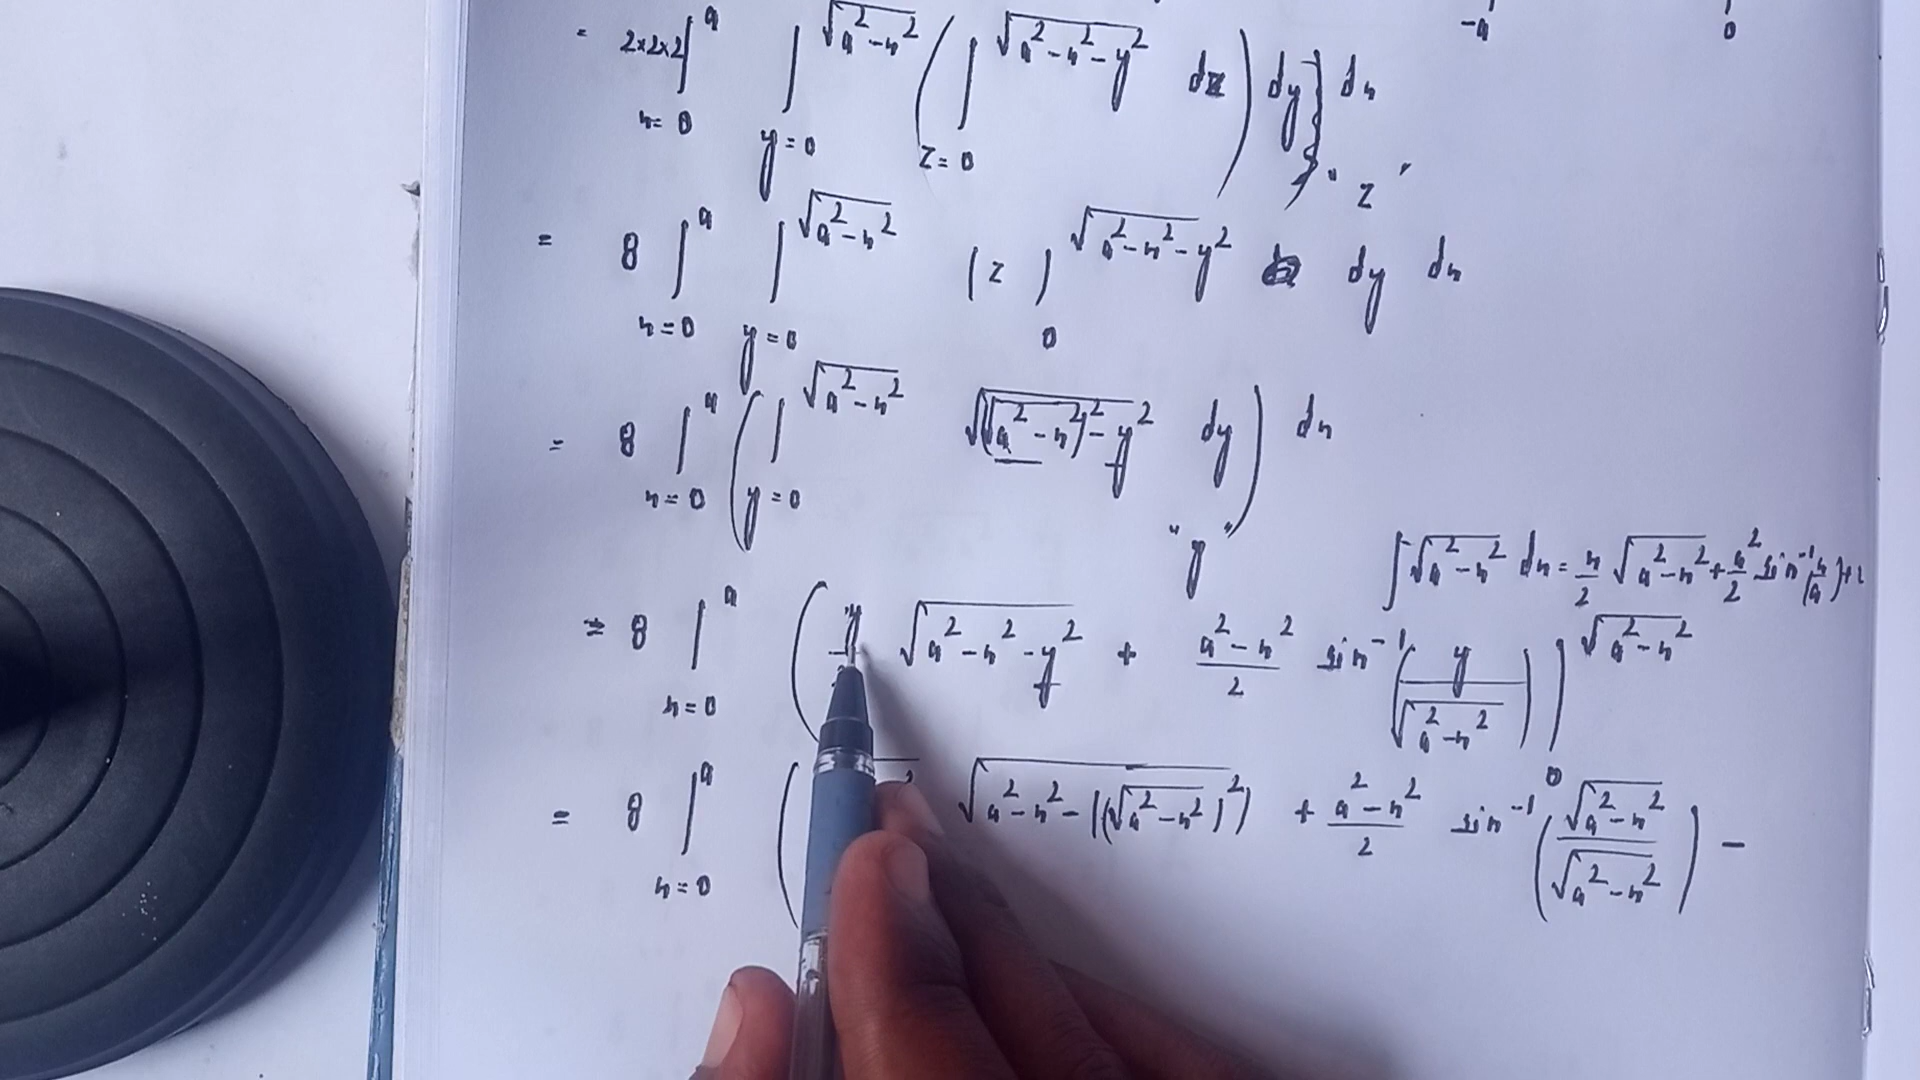 -a 0
= 2×2×2 ∫_{x=0}^{a} ∫_{y=0}^{√(a²-x²)} ( ∫_{z=0}^{√(a²-x²-y²)} dz ) dy } dx
"z"
= 8 ∫_{x=0}^{a} ∫_{y=0}^{√(a²-x²)} (z)_{0}^{√(a²-x²-y²)} dy dx
= 8 ∫_{x=0}^{a} ( ∫_{y=0}^{√(a²-x²)} √((√(a²-x²))²-y²) dy ) dx
"y"
∫√(a²-x²) dx = x/2 √(a²-x²) + a²/2 sin⁻¹(x/a) + c
⇒ 8 ∫_{x=0}^{a} ( y/2 √(a²-x²-y²) + (a²-x²)/2 sin⁻¹( y/√(a²-x²) ) )_{0}^{√(a²-x²)}
= 8 ∫_{x=0}^{a} ( √(a²-x²-((√(a²-x²))²)) + (a²-x²)/2 sin⁻¹( √(a²-x²)/√(a²-x²) ) -